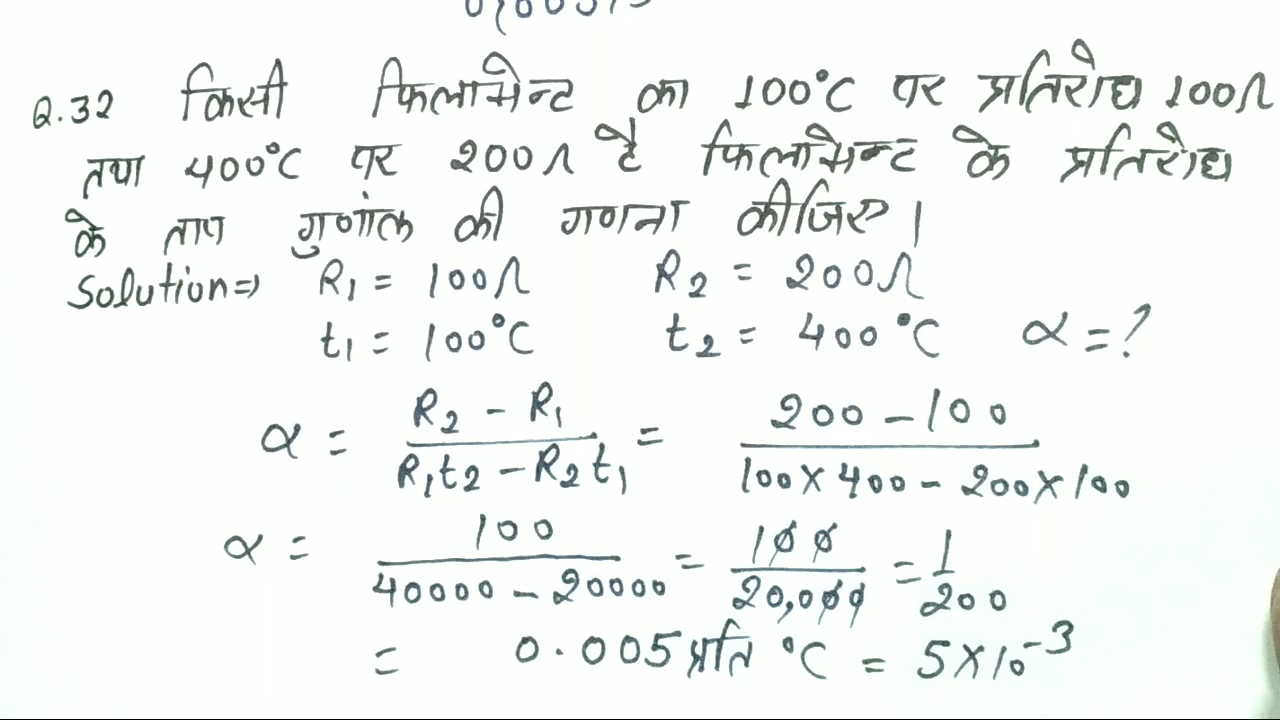 Q.32 किसी फिलामेन्ट का 100°C पर प्रतिरोध 100Ω
तथा 400°C पर 200Ω है फिलामेन्ट के प्रतिरोध
के ताप गुणांक की गणना कीजिए।
Solution⇒ R₁ = 100Ω R₂ = 200Ω
t₁ = 100°C t₂ = 400°C α = ?
α = (R₂ - R₁)/(R₁t₂ - R₂t₁) = (200 - 100)/(100 × 400 - 200 × 100)
α = 100/(40000 - 20000) = 100/20,000 = 1/200
= 0.005 प्रति °C = 5×10⁻³